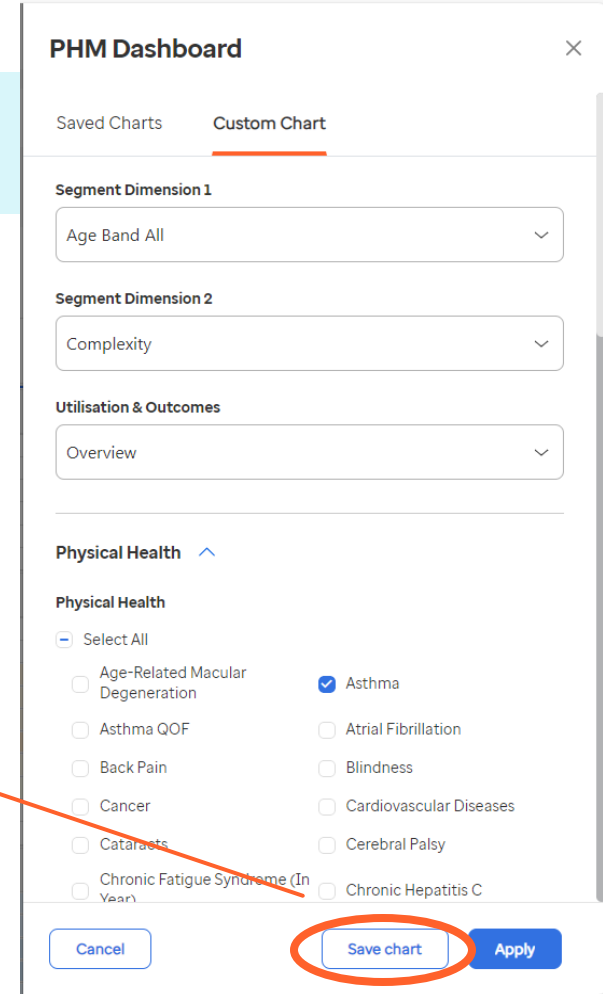 PHM Dashboard
Saved Charts Custom Chart
Segment Dimension 1
Age Band All
Segment Dimension 2
Complexity
Utilisation & Outcomes
Overview
Physical Health
Physical Health
Select All
Age-Related Macular
Degeneration
Asthma
Asthma QOF Atrial Fibrillation
Back Pain Blindness
Cancer Cardiovascular Diseases
Cataracts Cerebral Palsy
Chronic Fatigue Syndrome (In
Year)
Chronic Hepatitis C
Cancel Save chart Apply